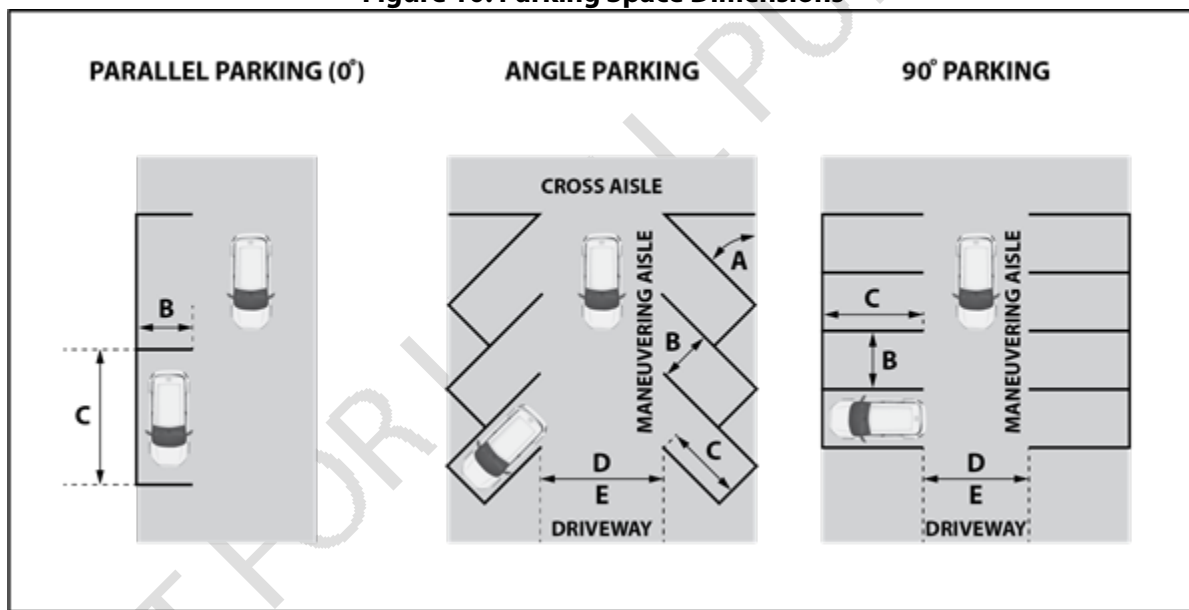 Figure 10. Parking Space Dimensions
PARALLEL PARKING (0°)
B
C
ANGLE PARKING
CROSS AISLE
MANEUVERING AISLE
A
B
C
D
E
DRIVEWAY
90° PARKING
MANEUVERING AISLE
C
B
D
E
DRIVEWAY